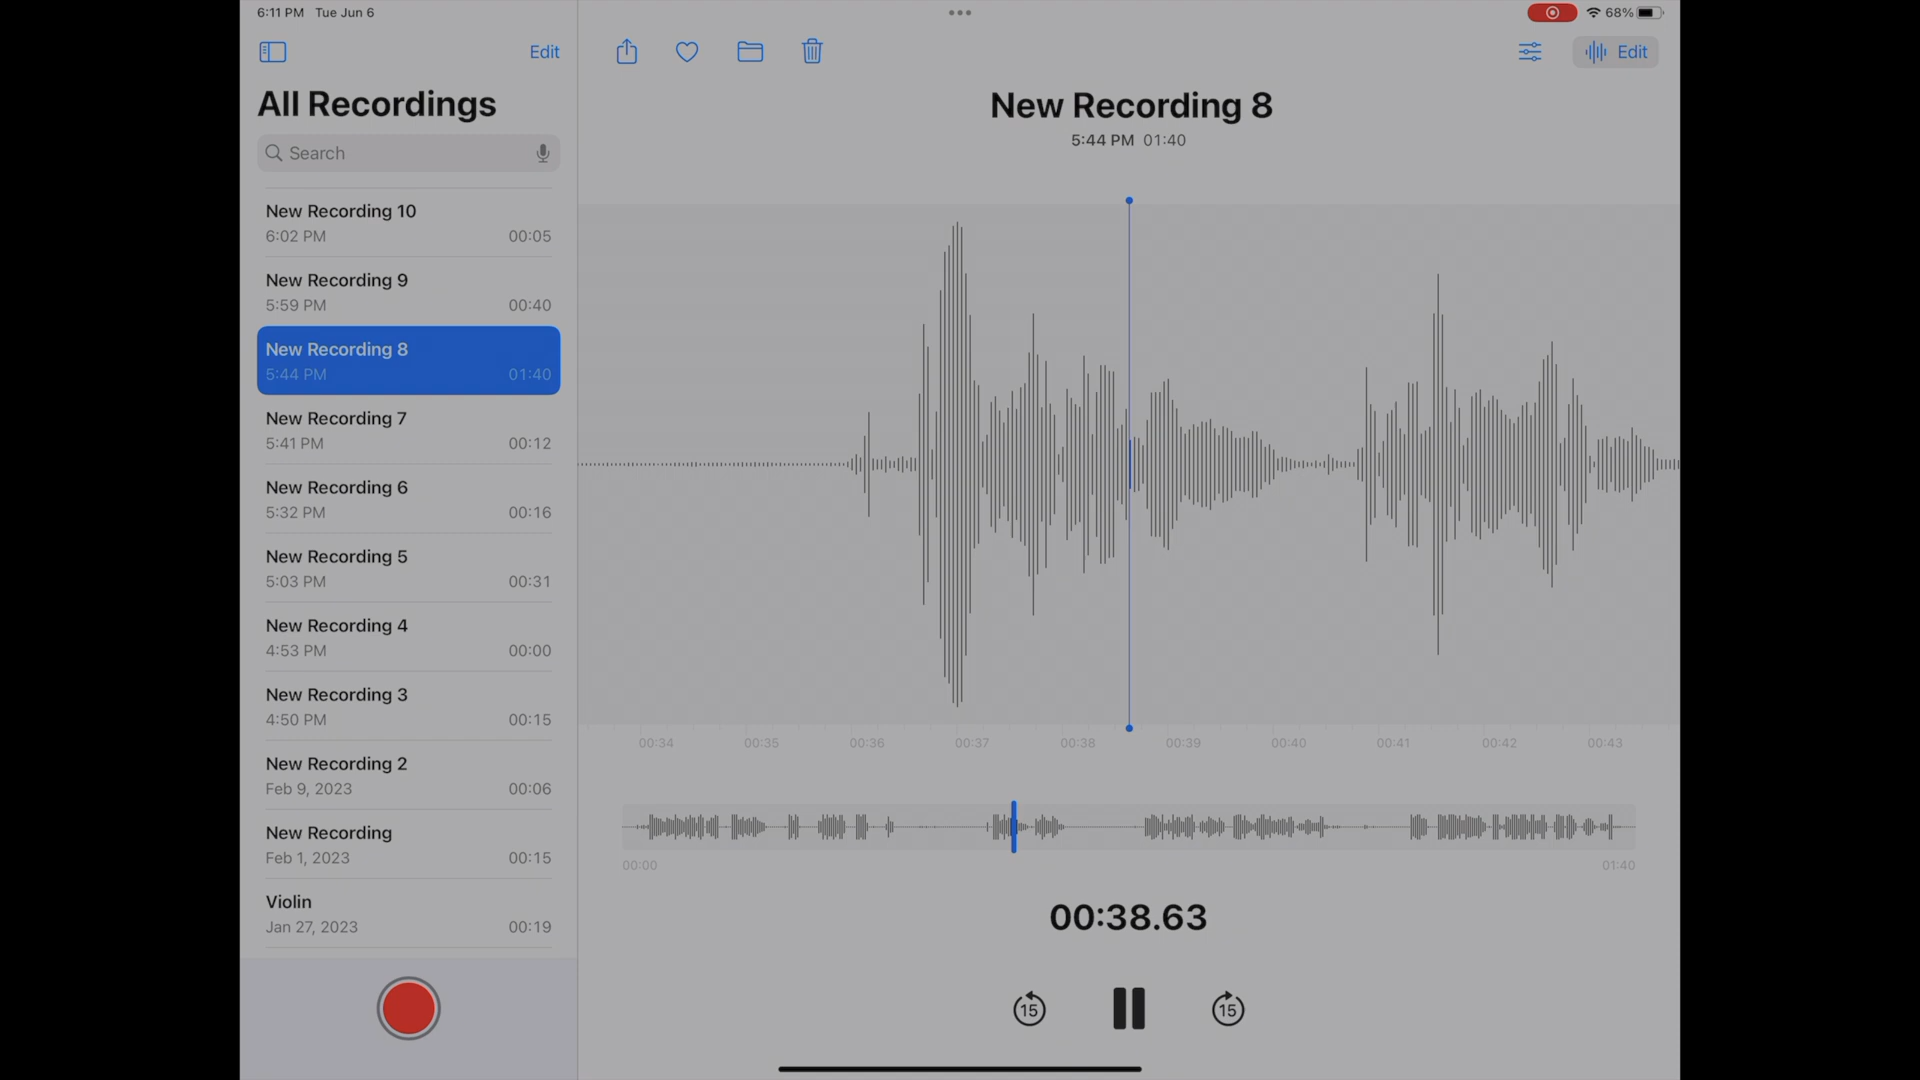 6:11 PM Tue Jun 6
68%
Edit
All Recordings
Search
New Recording 10
6:02 PM 00:05
New Recording 9
5:59 PM 00:40
New Recording 8
5:44 PM 01:40
New Recording 7
5:41 PM 00:12
New Recording 6
5:32 PM 00:16
New Recording 5
5:03 PM 00:31
New Recording 4
4:53 PM 00:00
New Recording 3
4:50 PM 00:15
New Recording 2
Feb 9, 2023 00:06
New Recording
Feb 1, 2023 00:15
Violin
Jan 27, 2023 00:19
Edit
New Recording 8
5:44 PM 01:40
00:34 00:35 00:36 00:37 00:38 00:39 00:40 00:41 00:42 00:43
00:00 01:40
00:38.63
15 15